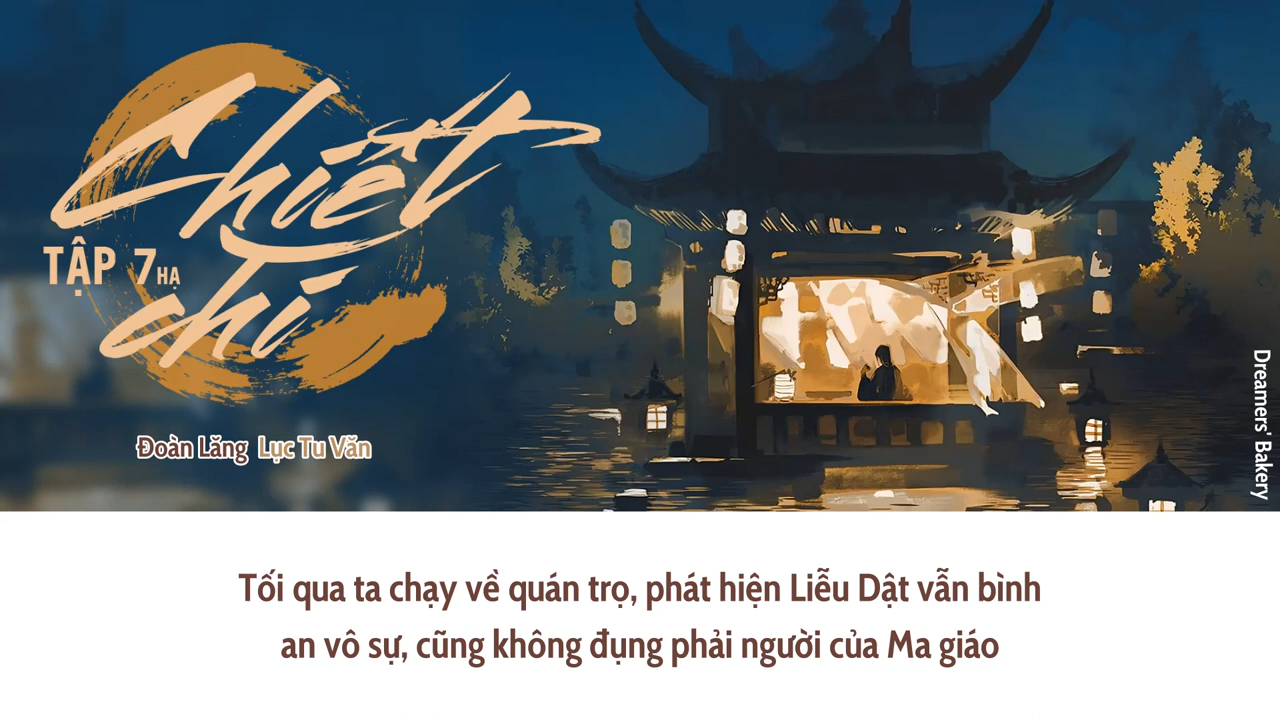 Chiết
chi
TẬP 7 HẠ
Đoàn Lăng Lục Tu Văn
Dreamers' Bakery
Tối qua ta chạy về quán trọ, phát hiện Liễu Dật vẫn bình
an vô sự, cũng không đụng phải người của Ma giáo